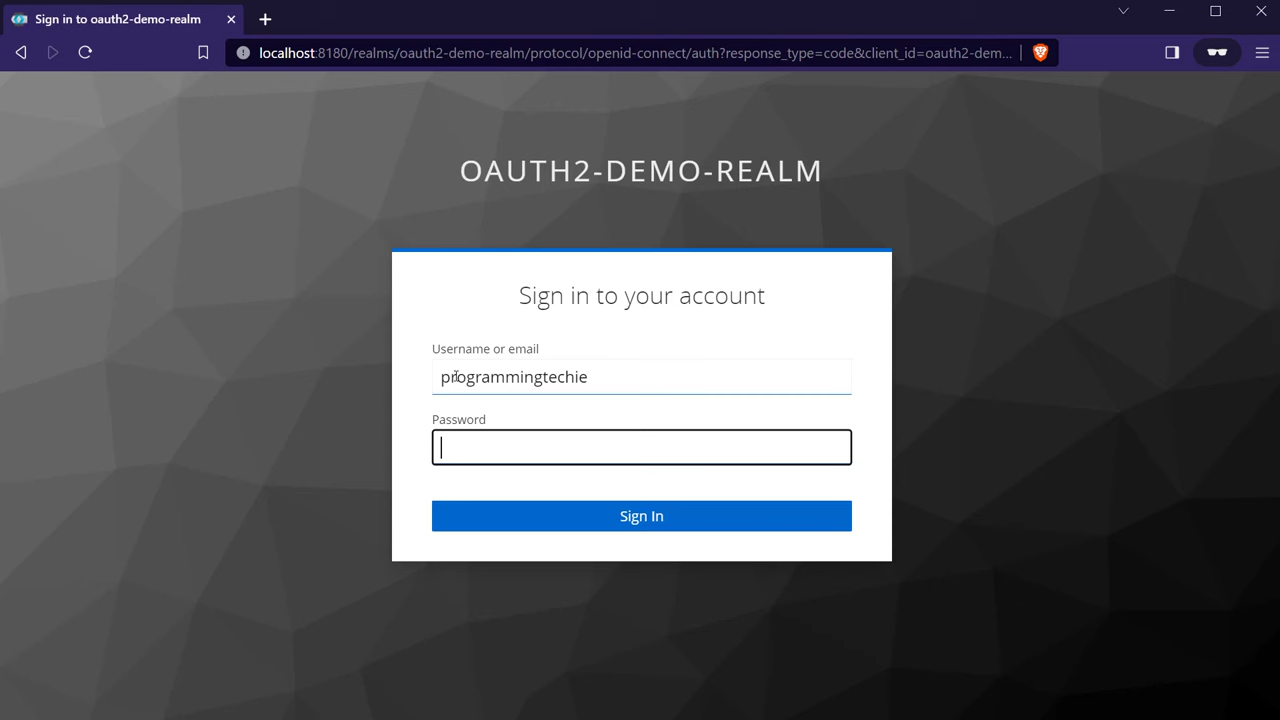 Sign in to oauth2-demo-realm
localhost:8180/realms/oauth2-demo-realm/protocol/openid-connect/auth?response_type=code&client_id=oauth2-dem...
OAUTH2-DEMO-REALM
Sign in to your account
Username or email
programmingtechie
Password
Sign In